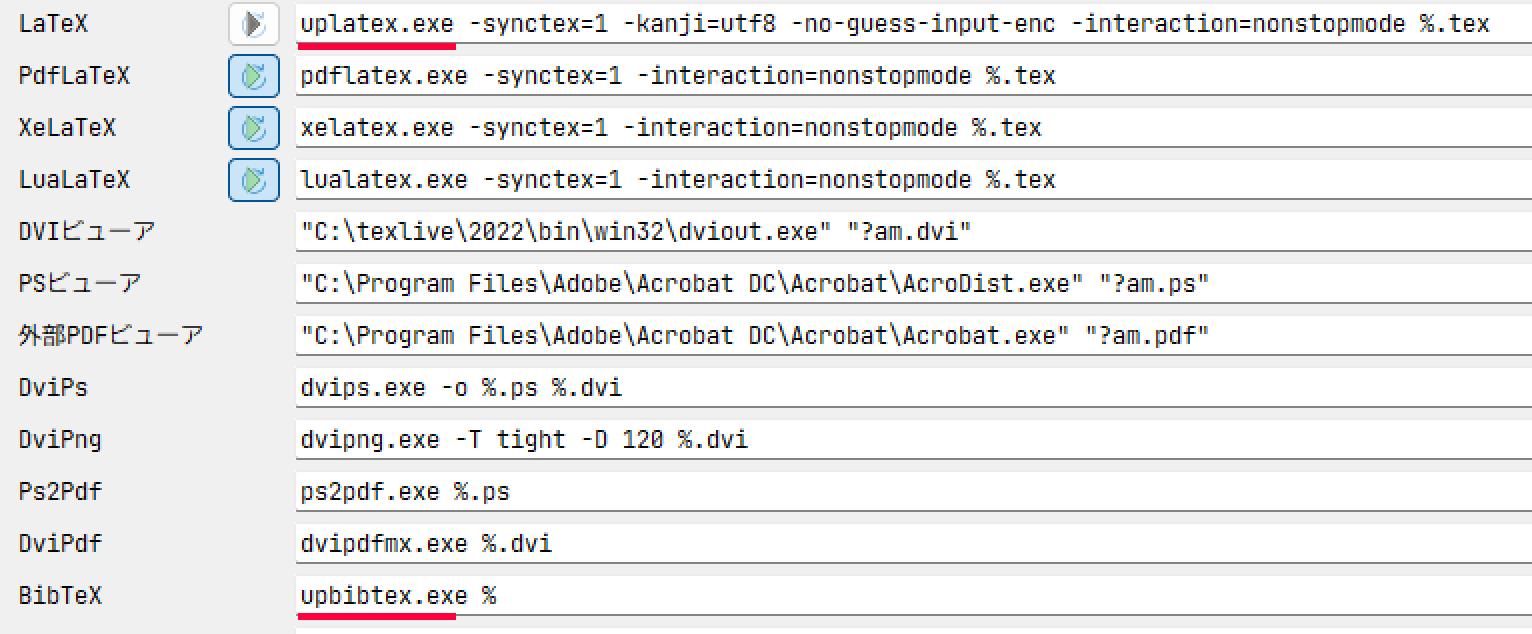 LaTeX uplatex.exe -synctex=1 -kanji=utf8 -no-guess-input-enc -interaction=nonstopmode %.tex
PdfLaTeX pdflatex.exe -synctex=1 -interaction=nonstopmode %.tex
XeLaTeX xelatex.exe -synctex=1 -interaction=nonstopmode %.tex
LuaLaTeX lualatex.exe -synctex=1 -interaction=nonstopmode %.tex
DVIビューア "C:\texlive\2022\bin\win32\dviout.exe" "?am.dvi"
PSビューア "C:\Program Files\Adobe\Acrobat DC\Acrobat\AcroDist.exe" "?am.ps"
外部PDFビューア "C:\Program Files\Adobe\Acrobat DC\Acrobat\Acrobat.exe" "?am.pdf"
DviPs dvips.exe -o %.ps %.dvi
DviPng dvipng.exe -T tight -D 120 %.dvi
Ps2Pdf ps2pdf.exe %.ps
DviPdf dvipdfmx.exe %.dvi
BibTeX upbibtex.exe %